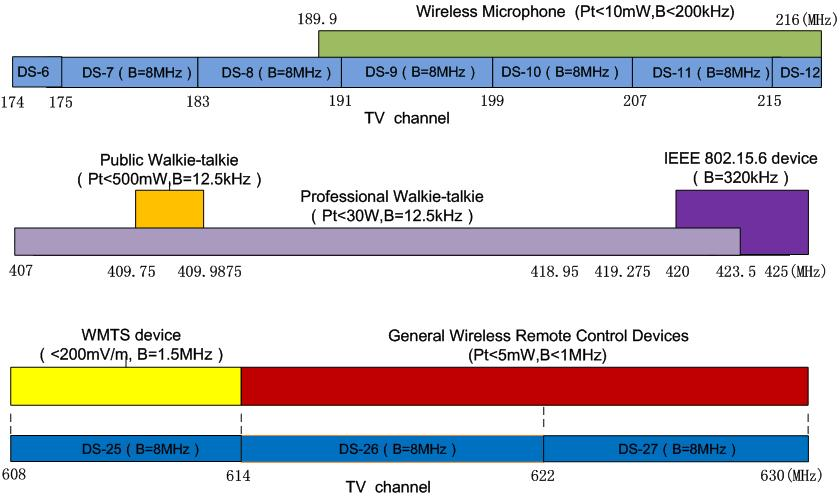 Wireless Microphone (Pt<10mW,B<200kHz)
189.9
216(MHz)
DS-6
DS-7 ( B=8MHz )
DS-8 ( B=8MHz )
DS-9 ( B=8MHz )
DS-10 ( B=8MHz )
DS-11 ( B=8MHz )
DS-12
174 175 183 191 199 207 215
TV channel
Public Walkie-talkie
( Pt<500mW,B=12.5kHz )
Professional Walkie-talkie
( Pt<30W,B=12.5kHz )
IEEE 802.15.6 device
( B=320kHz )
407 409.75 409.9875 418.95 419.275 420 423.5 425(MHz)
WMTS device
( <200mV/m, B=1.5MHz )
General Wireless Remote Control Devices
(Pt<5mW,B<1MHz)
DS-25 ( B=8MHz )
DS-26 ( B=8MHz )
DS-27 ( B=8MHz )
608 614 622 630(MHz)
TV channel